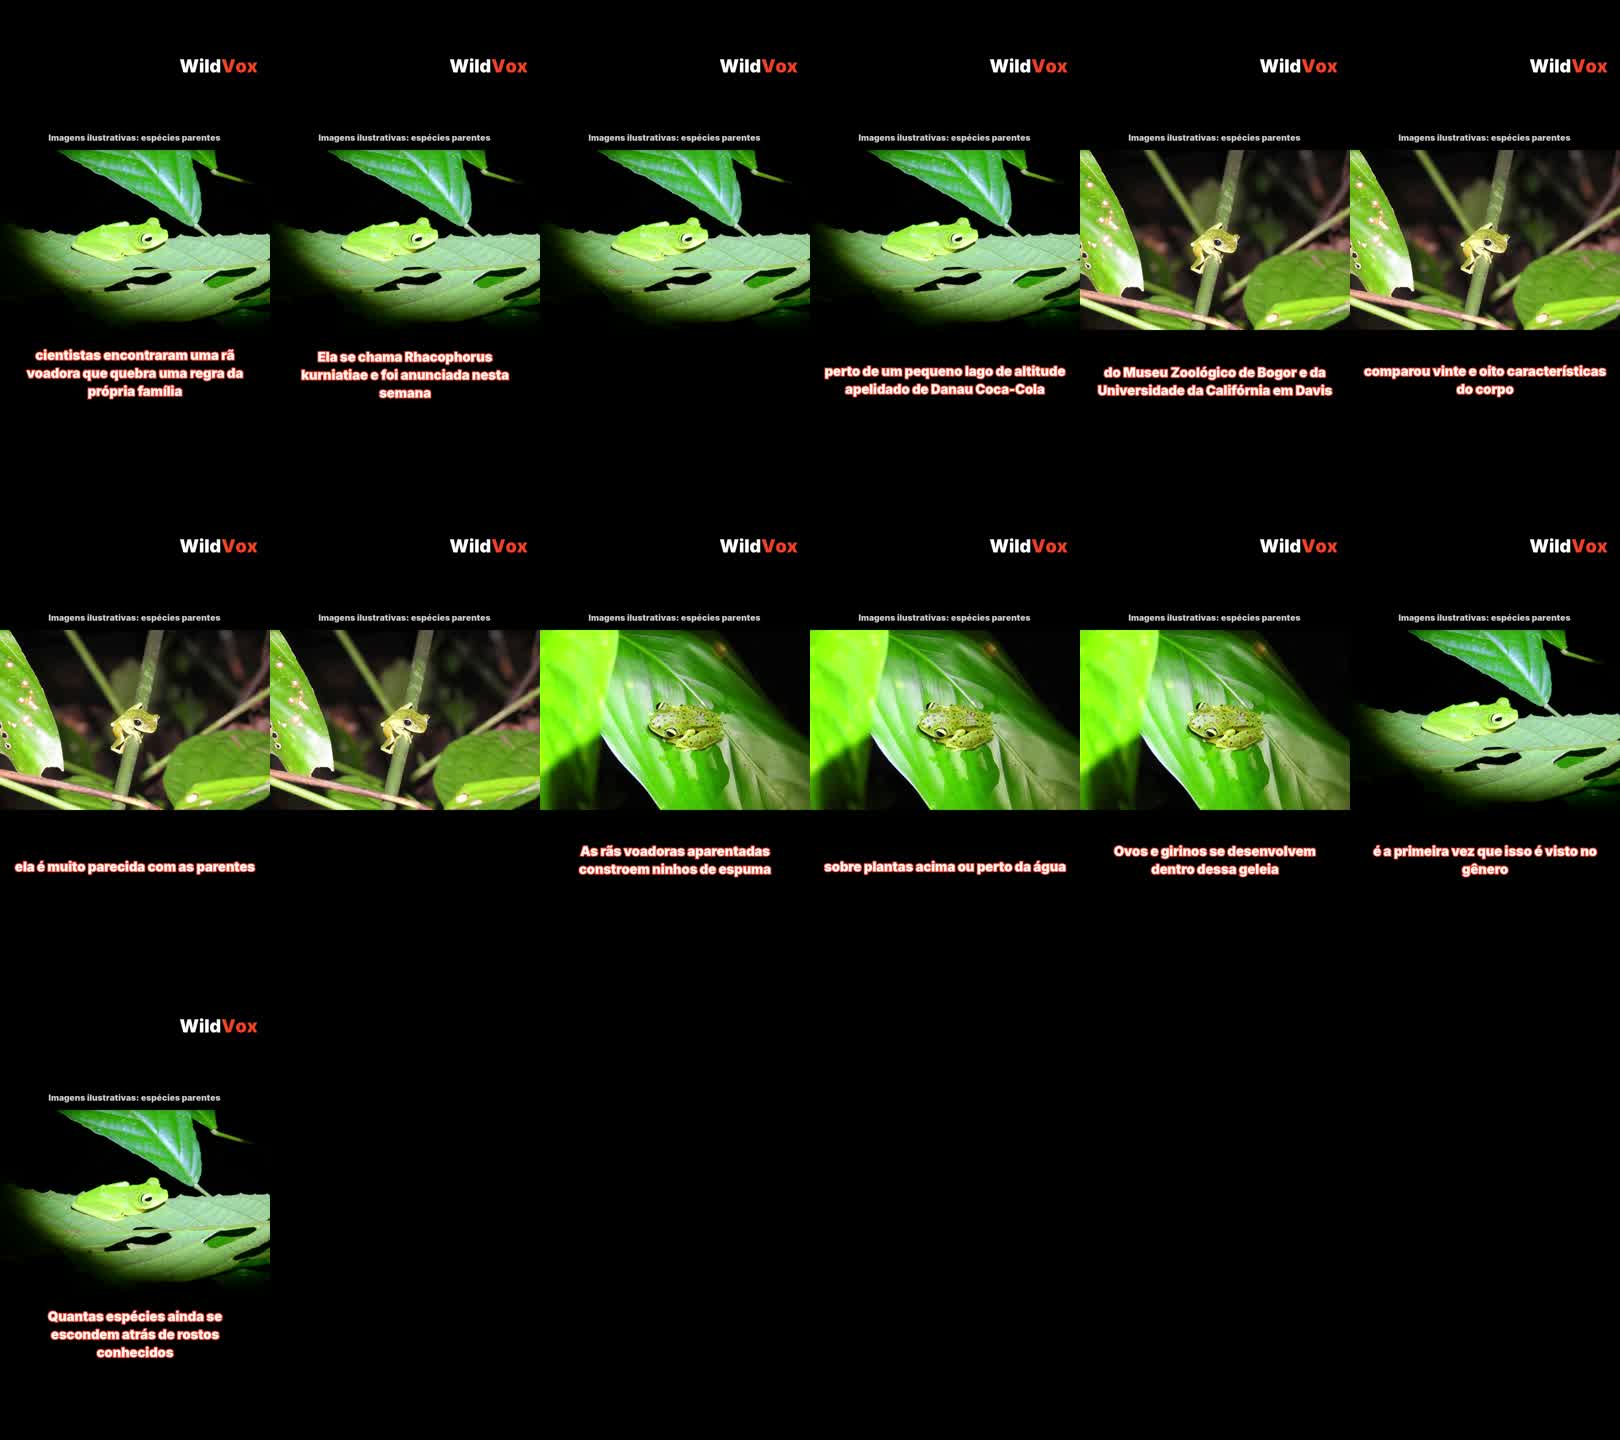 WildVox
WildVox
WildVox
WildVox
WildVox
WildVox
Imagens ilustrativas: espécies parentes
Imagens ilustrativas: espécies parentes
Imagens ilustrativas: espécies parentes
Imagens ilustrativas: espécies parentes
Imagens ilustrativas: espécies parentes
Imagens ilustrativas: espécies parentes
cientistas encontraram uma rã
voadora que quebra uma regra da
própria família
Ela se chama Rhacophorus
kurniatiae e foi anunciada nesta
semana
perto de um pequeno lago de altitude
apelidado de Danau Coca-Cola
do Museu Zoológico de Bogor e da
Universidade da Califórnia em Davis
comparou vinte e oito características
do corpo
WildVox
WildVox
WildVox
WildVox
WildVox
WildVox
Imagens ilustrativas: espécies parentes
Imagens ilustrativas: espécies parentes
Imagens ilustrativas: espécies parentes
Imagens ilustrativas: espécies parentes
Imagens ilustrativas: espécies parentes
Imagens ilustrativas: espécies parentes
ela é muito parecida com as parentes
As rãs voadoras aparentadas
constroem ninhos de espuma
sobre plantas acima ou perto da água
Ovos e girinos se desenvolvem
dentro dessa geleia
é a primeira vez que isso é visto no
gênero
WildVox
Imagens ilustrativas: espécies parentes
Quantas espécies ainda se
escondem atrás de rostos
conhecidos